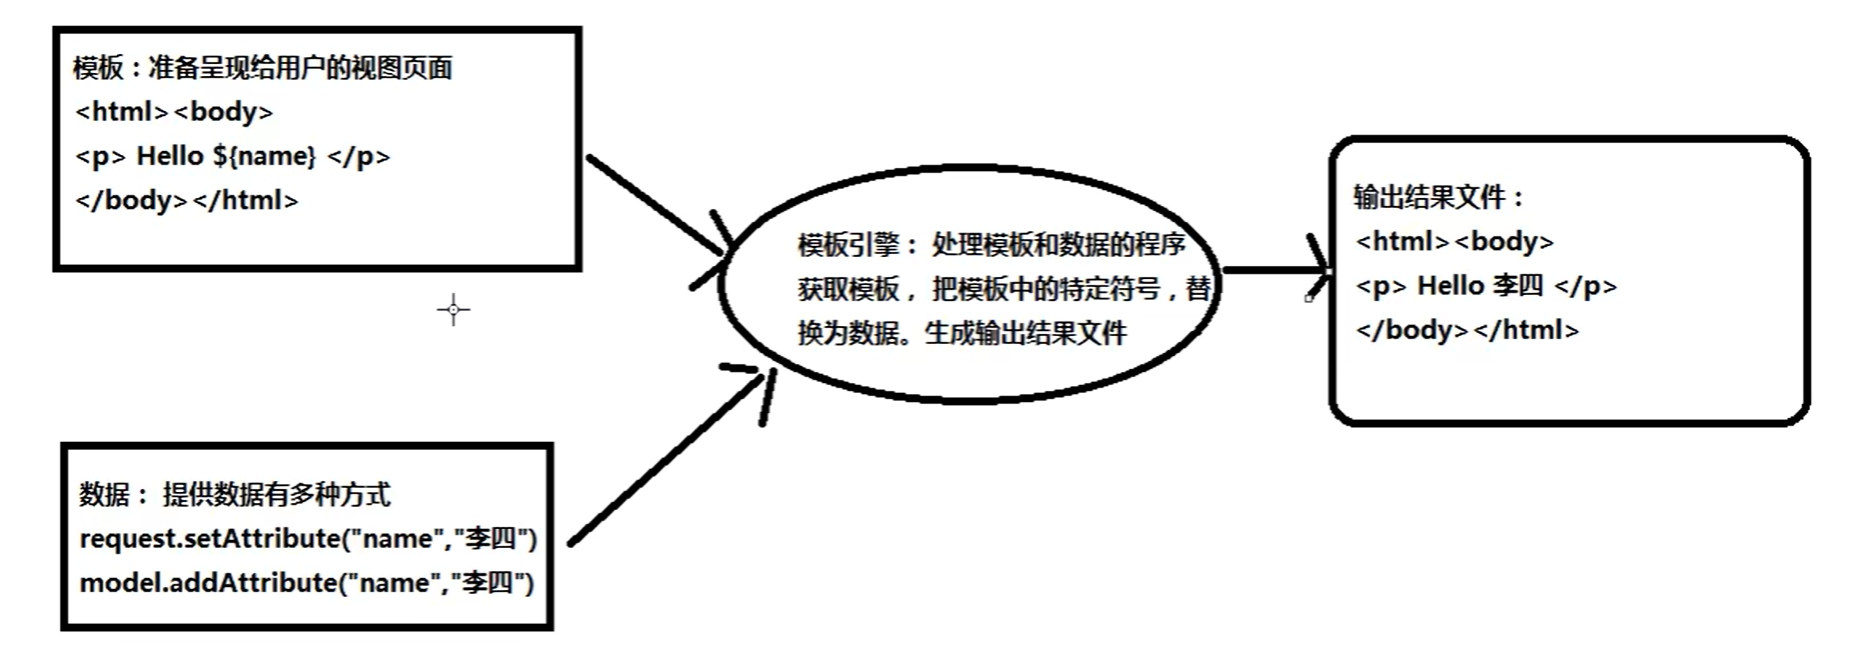 模板：准备呈现给用户的视图页面
<html><body>
<p> Hello ${name} </p>
</body></html>
模板引擎： 处理模板和数据的程序
获取模板， 把模板中的特定符号，替
换为数据。生成输出结果文件
输出结果文件：
<html><body>
<p> Hello 李四 </p>
</body></html>
数据： 提供数据有多种方式
request.setAttribute("name","李四")
model.addAttribute("name","李四")